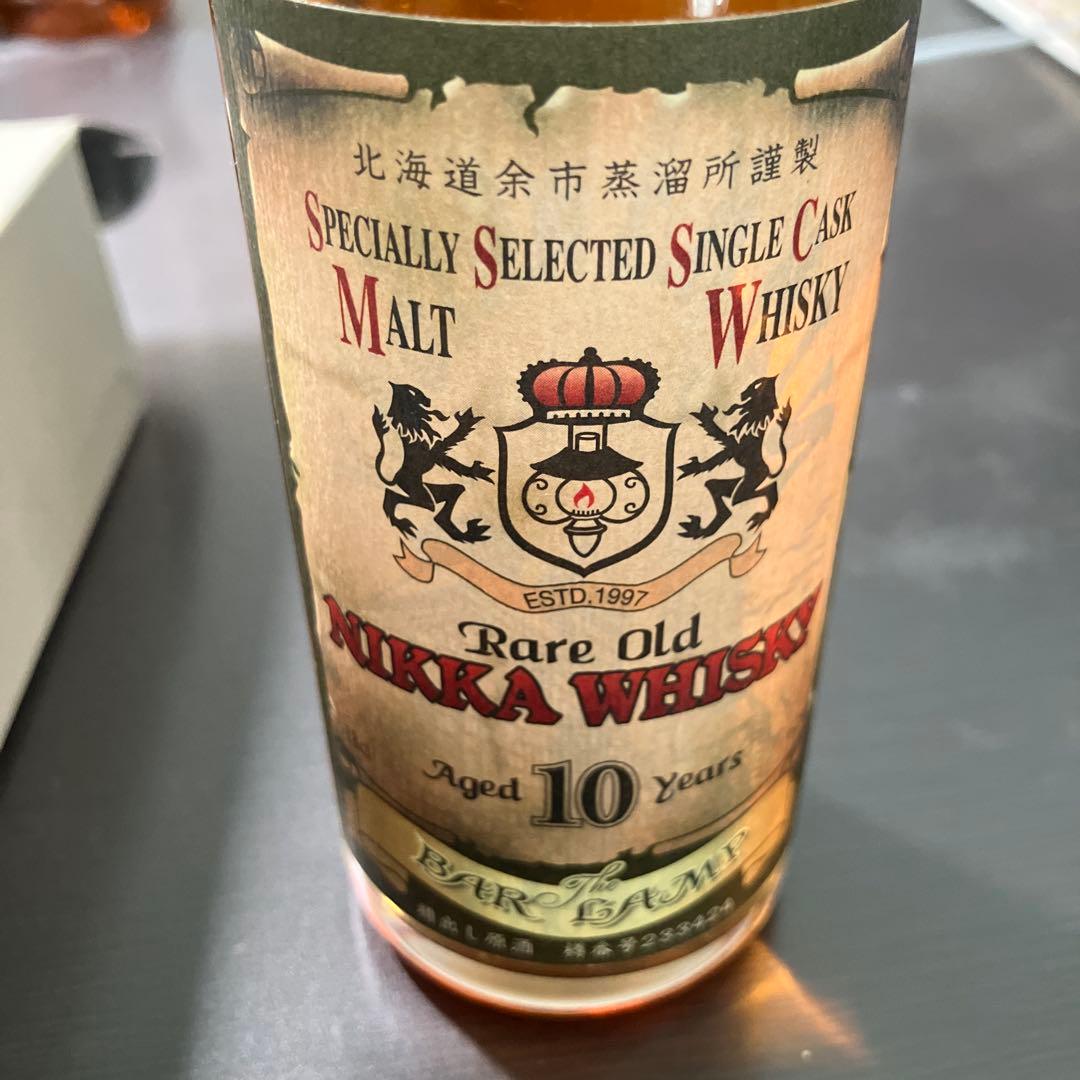 北海道余市蒸溜所謹製
SPECIALLY SELECTED SINGLE CASK
MALT WHISKY
ESTD.1997
Rare Old
NIKKA WHISKY
Aged 10 Years
BAR The LAMP
樽出し原酒 樽番号233424